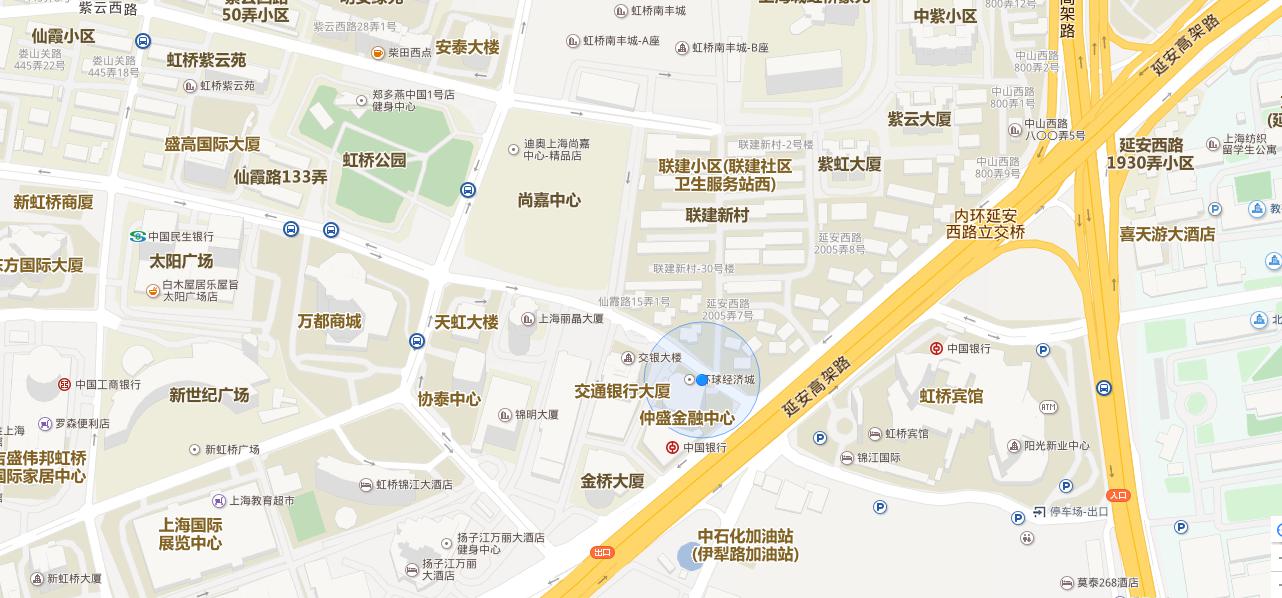 紫云西路
50弄小区
紫云西路28弄1号
虹桥南丰城
中紫小区
中山西路
800弄12号
高架路
延安高架路
仙霞小区
娄山关路
445弄22号
娄山关路
445弄18号
虹桥紫云苑
虹桥紫云苑
柴田西点
安泰大楼
虹桥南丰城-A座
虹桥南丰城-B座
中山西路
800弄2号
中山西路
800弄1号
郑多燕中国1号店
健身中心
盛高国际大厦
虹桥公园
仙霞路133弄
迪奥上海尚嘉
中心-精品店
尚嘉中心
联建新村-2号楼
联建小区(联建社区
卫生服务站西)
联建新村
紫云大厦
紫虹大厦
中山西路
八〇〇弄5号
中山西路
800弄9号
延安西路
1930弄小区
上海纺织
留学生公寓
新虹桥商厦
中国民生银行
太阳广场
白木屋居乐屋旨
太阳广场店
东方国际大厦
万都商城
天虹大楼
上海丽晶大厦
仙霞路15弄1号
联建新村-30号楼
延安西路
2005弄8号
延安西路
2005弄7号
内环延安
西路立交桥
喜天游大酒店
中国工商银行
新世纪广场
罗森便利店
协泰中心
锦明大厦
交银大楼
交通银行大厦
环球经济城
仲盛金融中心
中国银行
延安高架路
中国银行
虹桥宾馆
ATM
虹桥宾馆
锦江国际
阳光新业中心
新虹桥广场
吉盛伟邦虹桥
国际家居中心
上海教育超市
虹桥锦江大酒店
金桥大厦
上海国际
展览中心
扬子江万丽大酒店
健身中心
扬子江万丽
大酒店
新虹桥大厦
出口
中石化加油站
(伊犁路加油站)
入口
停车场-出口
莫泰268酒店